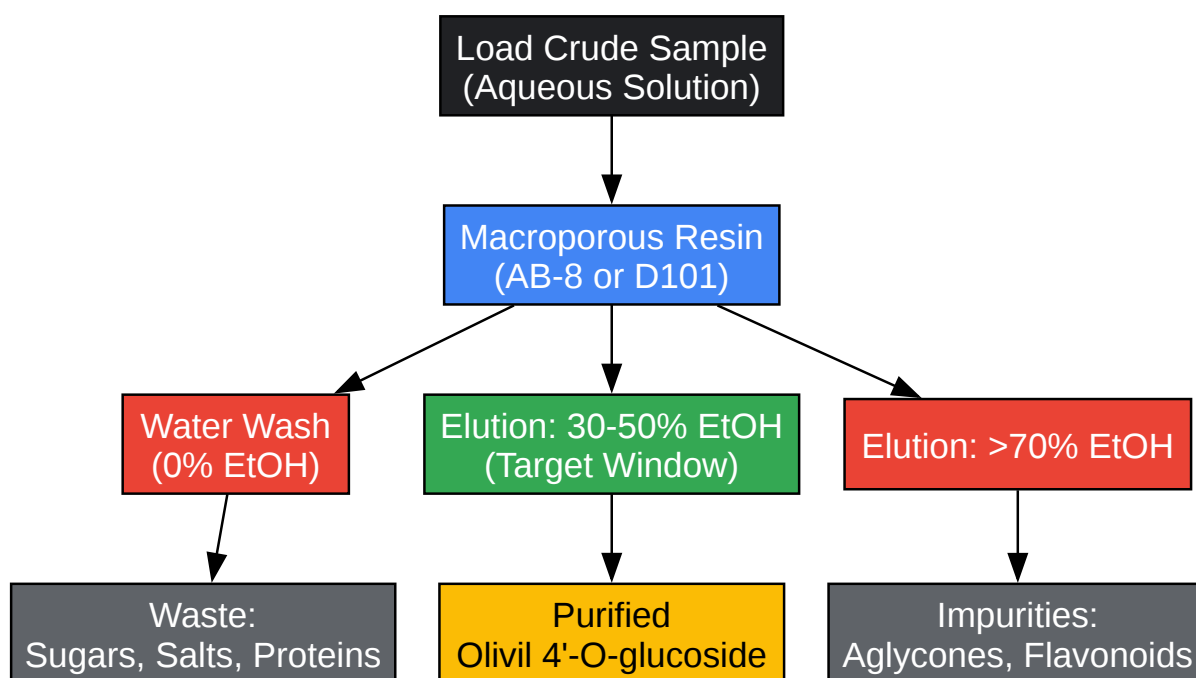 Load Crude Sample
(Aqueous Solution)
Macroporous Resin
(AB-8 or D101)
Water Wash
(0% EtOH)
Elution: 30-50% EtOH
(Target Window)
Elution: >70% EtOH
Waste:
Sugars, Salts, Proteins
Purified
Olivil 4'-O-glucoside
Impurities:
Aglycones, Flavonoids